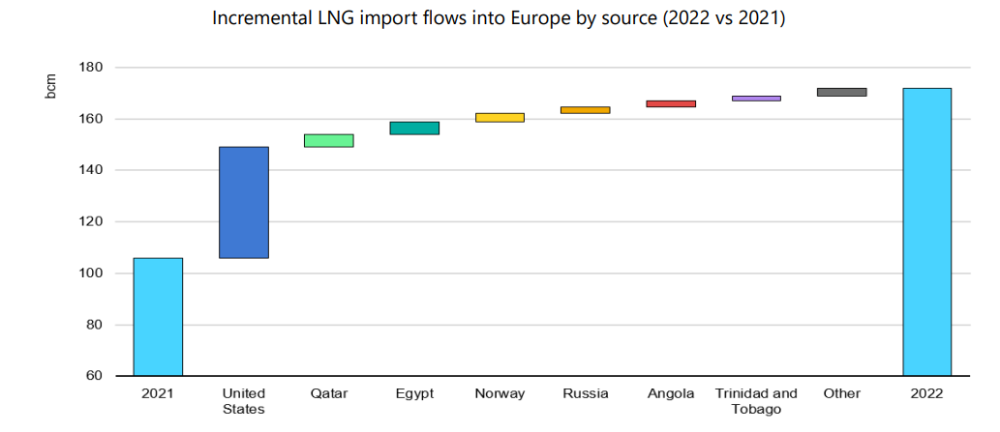 Incremental LNG import flows into Europe by source (2022 vs 2021)
bcm
180
160
140
120
100
80
60
2021
United
States
Qatar
Egypt
Norway
Russia
Angola
Trinidad and
Tobago
Other
2022